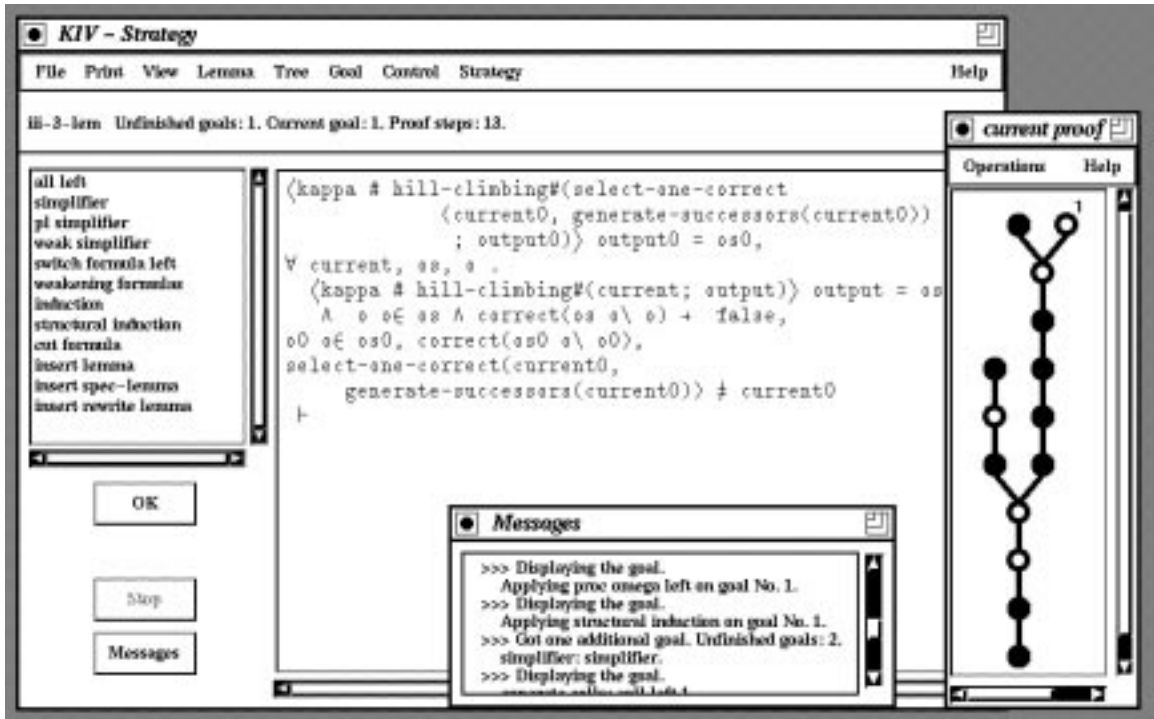 KIV – Strategy
File Print View Lemma Tree Goal Control Strategy Help
iii-3-lem Unfinished goals: 1. Current goal: 1. Proof steps: 13.
all left
simplifier
pl simplifier
weak simplifier
switch formula left
weakening formulas
induction
structural induction
cut formula
insert lemma
insert spec-lemma
insert rewrite lemma
OK
Stop
Messages
⟨kappa # hill-climbing#(select-one-correct
(current0, generate-successors(current0))
; output0)⟩ output0 = os0,
∀ current, os, o .
⟨kappa # hill-climbing#(current; output)⟩ output = os
∧ o o∈ os ∧ correct(os o\ o) → false,
o0 o∈ os0, correct(os0 o\ o0),
select-one-correct(current0,
generate-successors(current0)) ≠ current0
⊢
Messages
>>> Displaying the goal.
Applying proc omega left on goal No. 1.
>>> Displaying the goal.
Applying structural induction on goal No. 1.
>>> Got one additional goal. Unfinished goals: 2.
simplifier: simplifier.
>>> Displaying the goal.
current proof
Operations Help
1